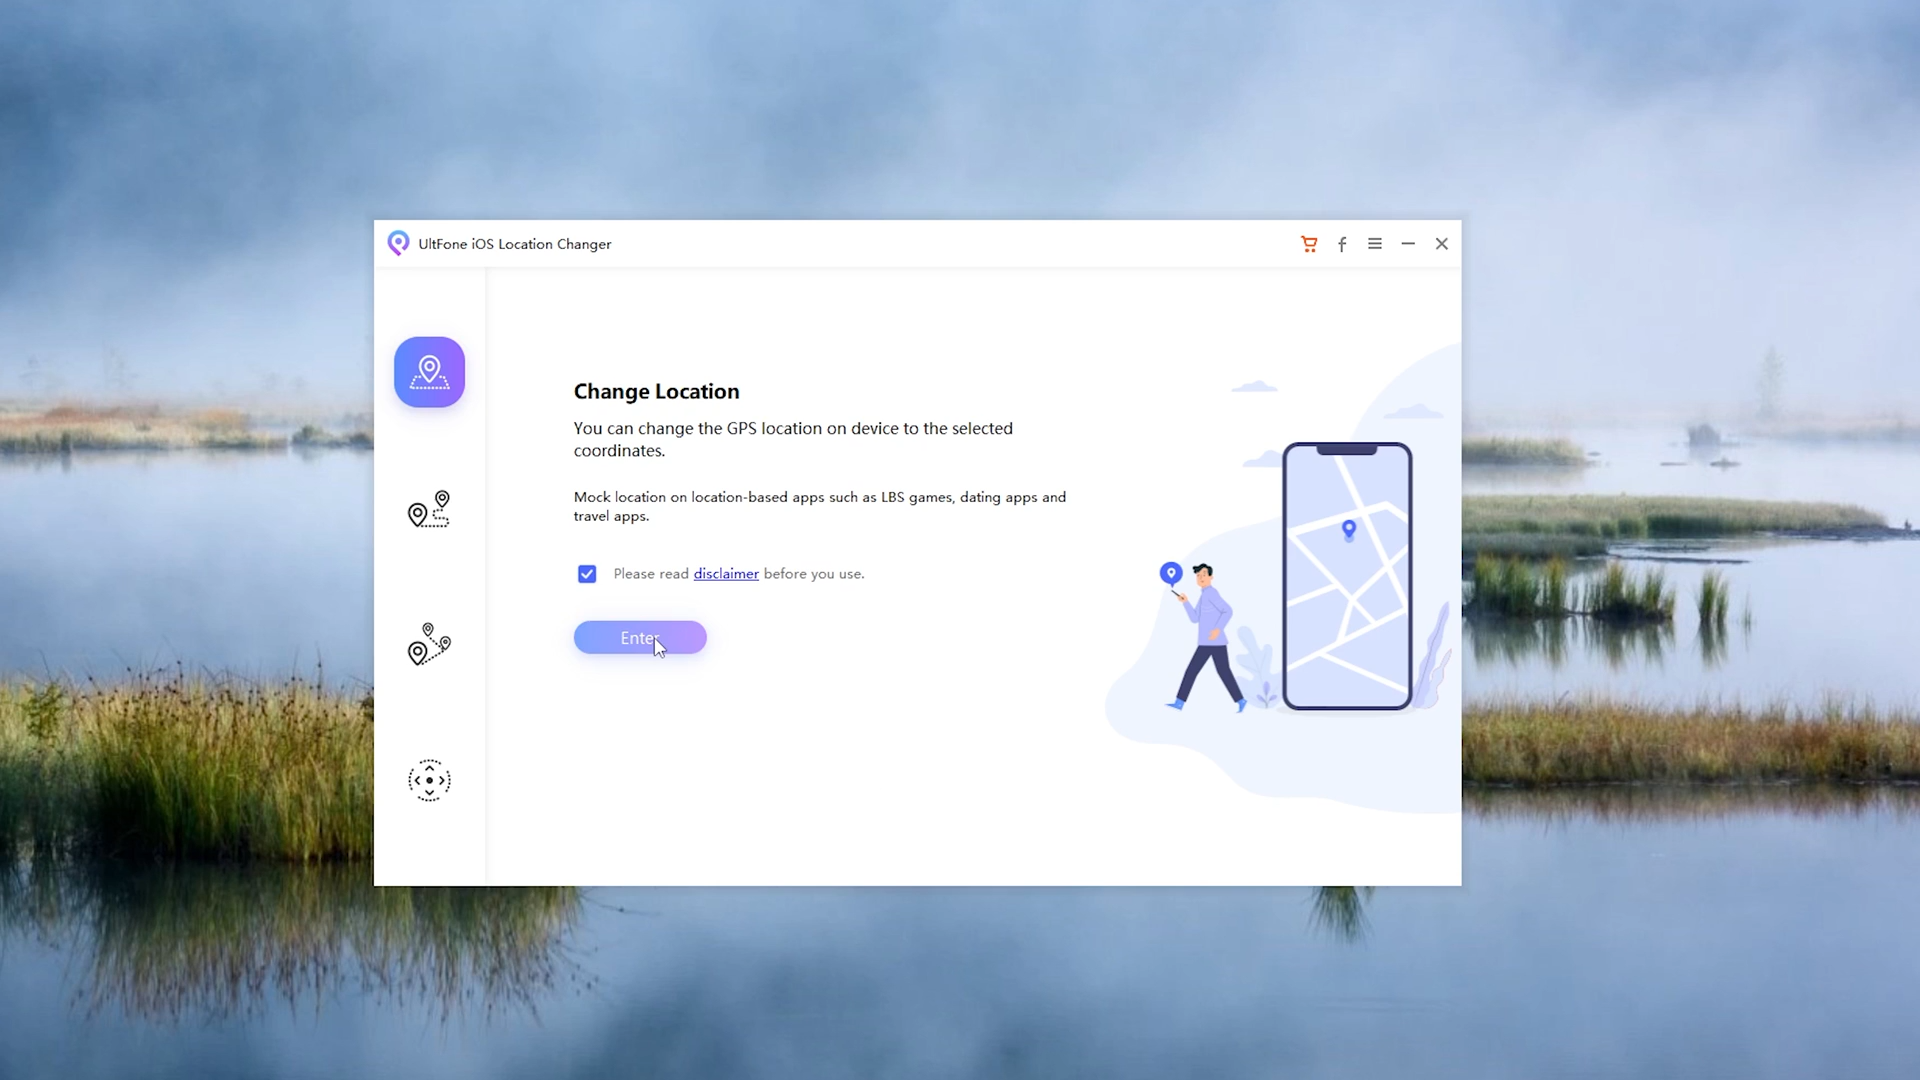 UltFone iOS Location Changer
Change Location
You can change the GPS location on device to the selected
coordinates.
Mock location on location-based apps such as LBS games, dating apps and
travel apps.
Please read disclaimer before you use.
Enter